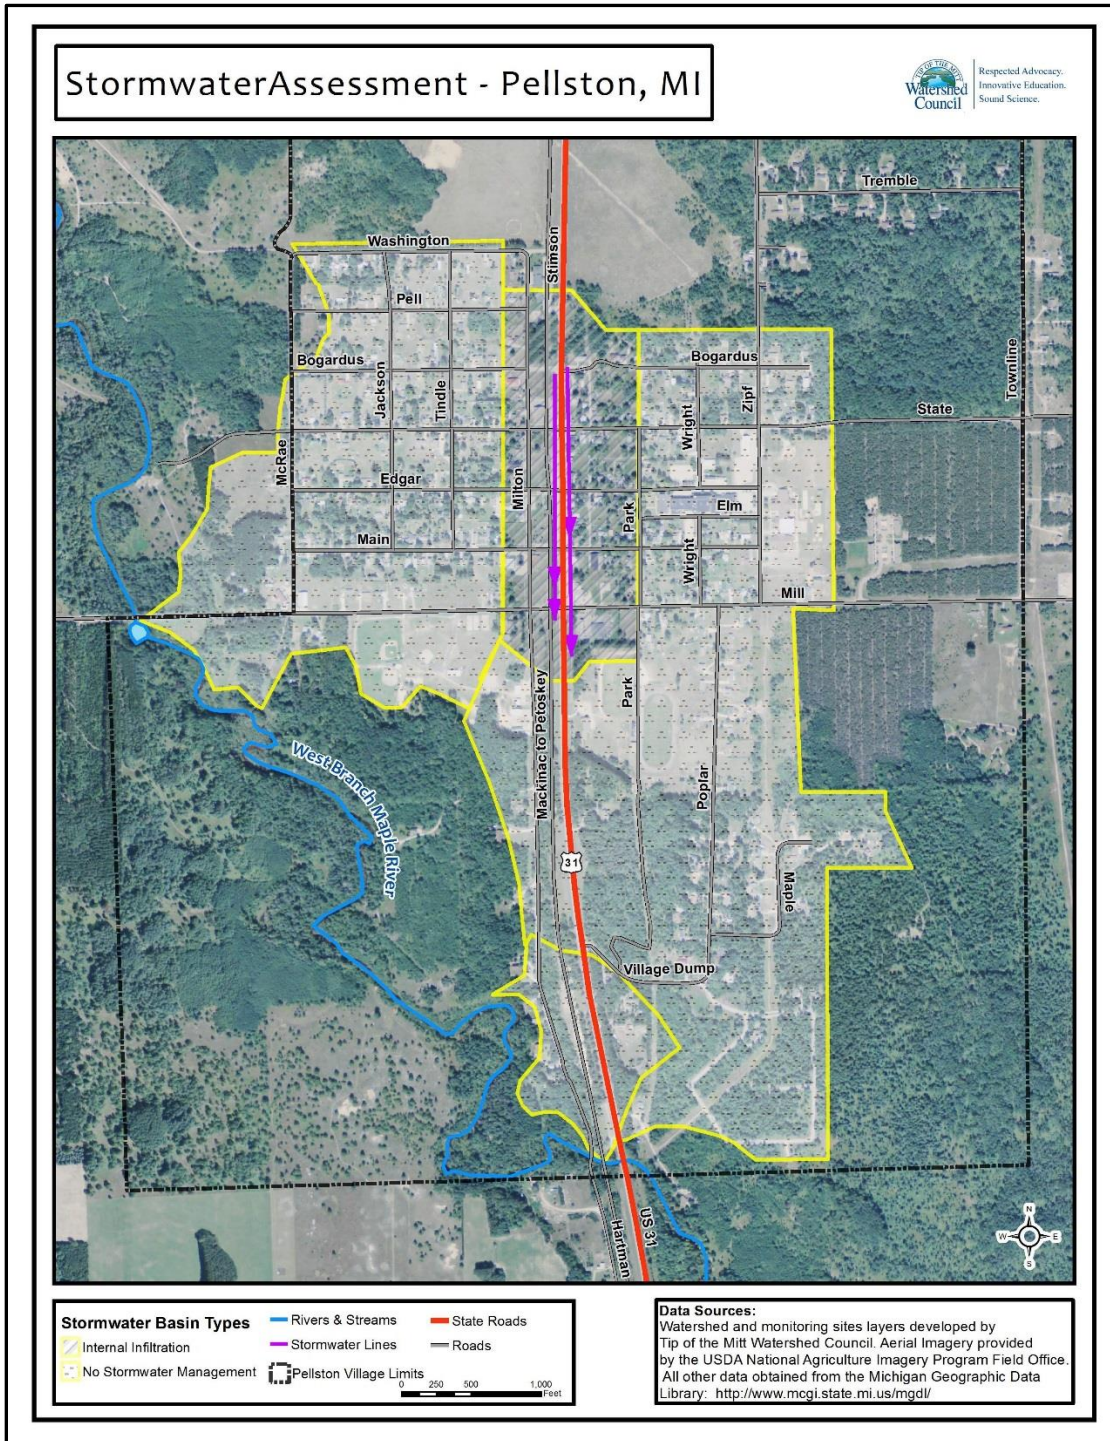 StormwaterAssessment - Pellston, MI
TIP OF THE MITT
Watershed
Council
Respected Advocacy.
Innovative Education.
Sound Science.
Tremble
Washington
Stimson
Pell
Bogardus
Bogardus
Jackson
Tindle
Zipf
Townline
State
Wright
McRae
Milton
Edgar
Park
Elm
Main
Wright
Mill
Park
Mackinac to Petoskey
West Branch Maple River
Poplar
31
Maple
Village Dump
US 31
Hartman
N
W
E
S
Stormwater Basin Types
Internal Infiltration
No Stormwater Management
Rivers & Streams
Stormwater Lines
Pellston Village Limits
State Roads
Roads
0 250 500 1,000
Feet
Data Sources:
Watershed and monitoring sites layers developed by
Tip of the Mitt Watershed Council. Aerial Imagery provided
by the USDA National Agriculture Imagery Program Field Office.
All other data obtained from the Michigan Geographic Data
Library: http://www.mcgi.state.mi.us/mgdl/